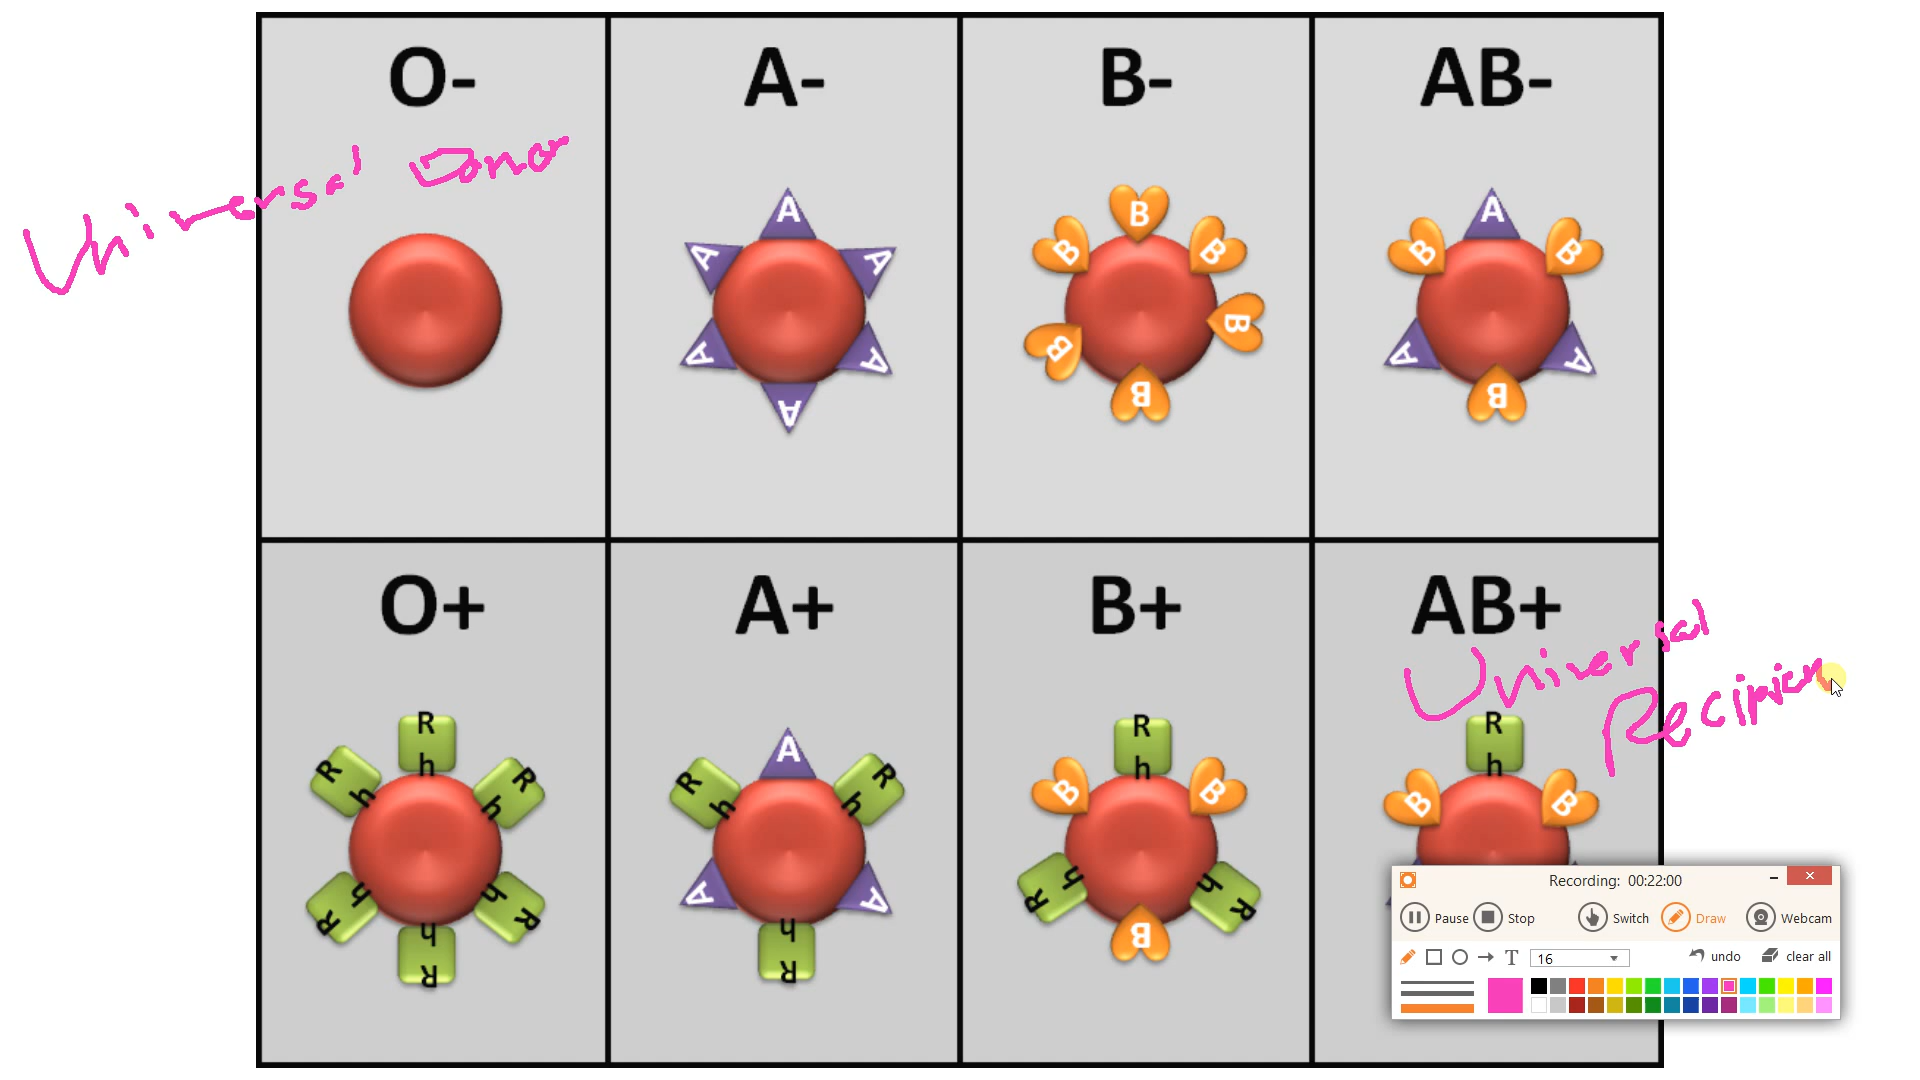 O- A- B- AB-
Universal Donor
A
A A
A A
A
B
B B
B
B
B
A
B B
A A
B
O+ A+ B+ AB+
Universal
Recipien
Rh
Rh Rh
Rh Rh
Rh
A
Rh Rh
A A
Rh
Rh
B B
Rh Rh
B
Rh
B B
Recording: 00:22:00
Pause Stop Switch Draw Webcam
T 16 undo clear all